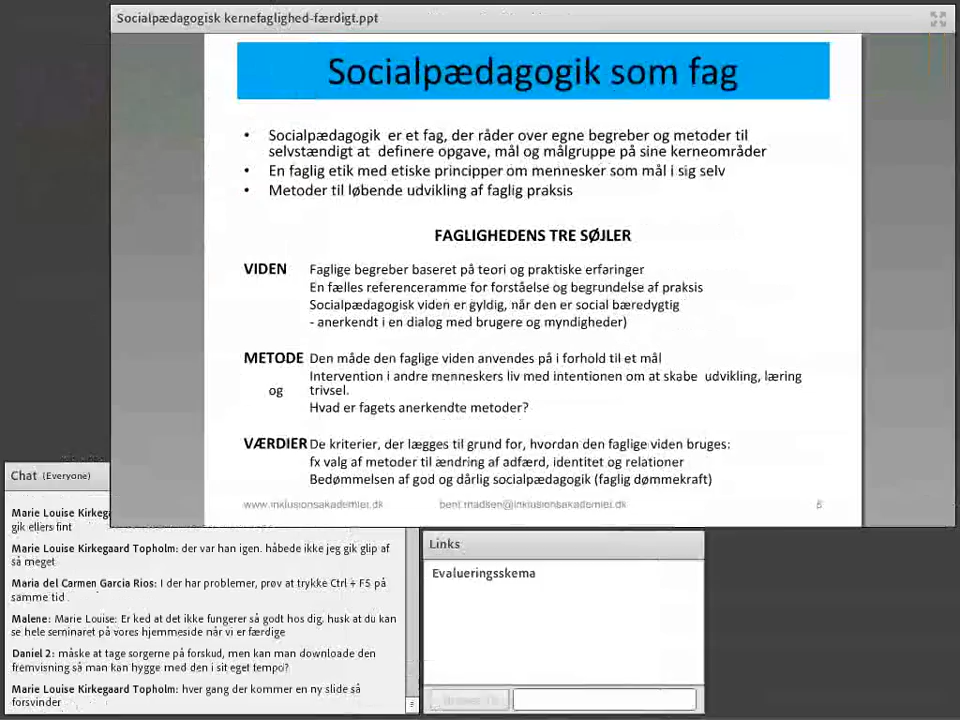 Socialpædagogisk kernefaglighed-færdigt.ppt
Socialpædagogik som fag
• Socialpædagogik er et fag, der råder over egne begreber og metoder til
selvstændigt at definere opgave, mål og målgruppe på sine kerneområder
• En faglig etik med etiske principper om mennesker som mål i sig selv
• Metoder til løbende udvikling af faglig praksis
FAGLIGHEDENS TRE SØJLER
VIDEN Faglige begreber baseret på teori og praktiske erfaringer
En fælles referenceramme for forståelse og begrundelse af praksis
Socialpædagogisk viden er gyldig, når den er social bæredygtig
- anerkendt i en dialog med brugere og myndigheder)
METODE Den måde den faglige viden anvendes på i forhold til et mål
Intervention i andre menneskers liv med intentionen om at skabe udvikling, læring
og trivsel.
Hvad er fagets anerkendte metoder?
VÆRDIER De kriterier, der lægges til grund for, hvordan den faglige viden bruges:
fx valg af metoder til ændring af adfærd, identitet og relationer
Bedømmelsen af god og dårlig socialpædagogik (faglig dømmekraft)
www.inklusionsakademiet.dk bent.madsen@inklusionsakademiet.dk
Chat (Everyone)
Marie Louise Kirkega
gik ellers fint
Marie Louise Kirkegaard Topholm: der var han igen. håbede ikke jeg gik glip af
så meget
Maria del Carmen Garcia Rios: I der har problemer, prøv at trykke Ctrl + F5 på
samme tid
Malene: Marie Louise: Er ked af det ikke fungerer så godt hos dig. husk at du kan
se hele seminaret på vores hjemmeside når vi er færdige
Daniel 2: måske at tage sorgerne på forskud, men kan man downloade den
fremvisning så man kan hygge med den i sit eget tempo?
Marie Louise Kirkegaard Topholm: hver gang der kommer en ny slide så
forsvinder
Links
Evalueringsskema